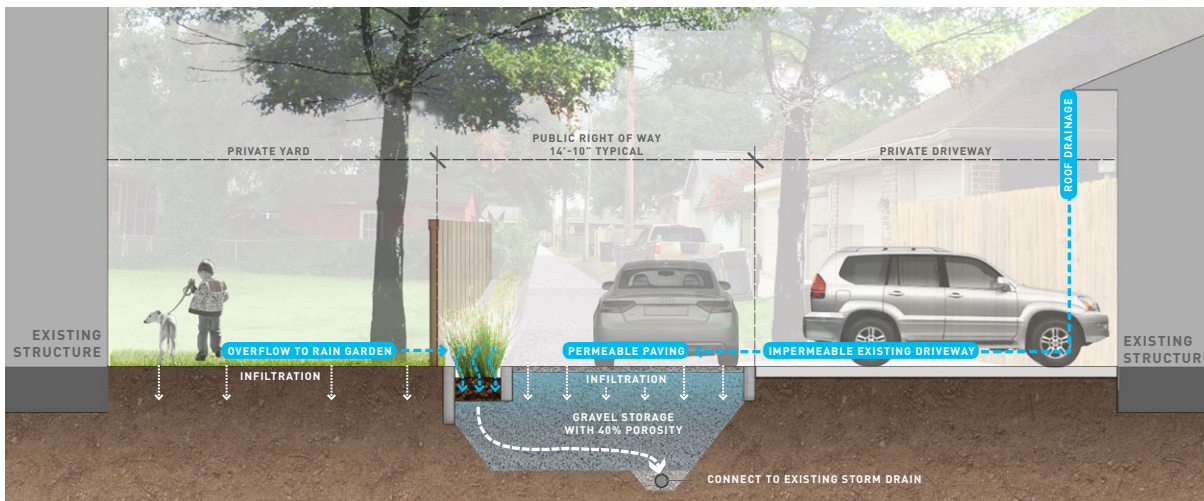 PRIVATE YARD
PUBLIC RIGHT OF WAY
14'-10" TYPICAL
PRIVATE DRIVEWAY
ROOF DRAINAGE
EXISTING
STRUCTURE
OVERFLOW TO RAIN GARDEN
PERMEABLE PAVING
IMPERMEABLE EXISTING DRIVEWAY
EXISTING
STRUCTURE
INFILTRATION
INFILTRATION
GRAVEL STORAGE
WITH 40% POROSITY
CONNECT TO EXISTING STORM DRAIN